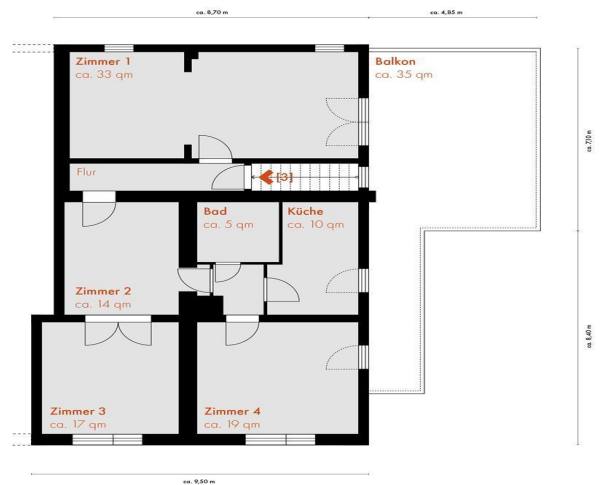 ca. 8,70 m
ca. 4,85 m
Zimmer 1
ca. 33 qm
Balkon
ca. 35 qm
ca. 7,10 m
Flur
[3]
Bad
ca. 5 qm
Küche
ca. 10 qm
Zimmer 2
ca. 14 qm
ca. 8,40 m
Zimmer 3
ca. 17 qm
Zimmer 4
ca. 19 qm
ca. 9,50 m